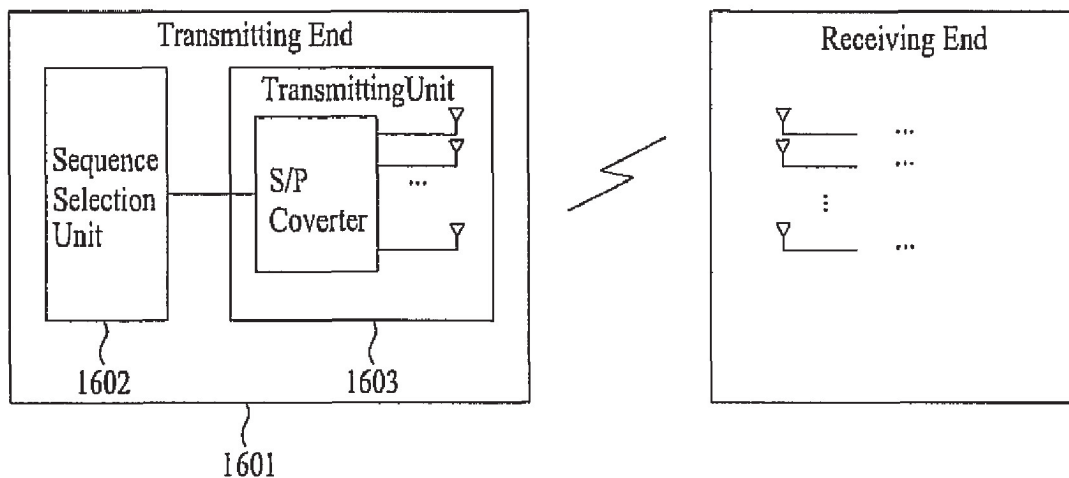 Transmitting End
Receiving End
TransmittingUnit
Sequence
Selection
Unit
S/P
Coverter
...
...
...
1602
1603
1601